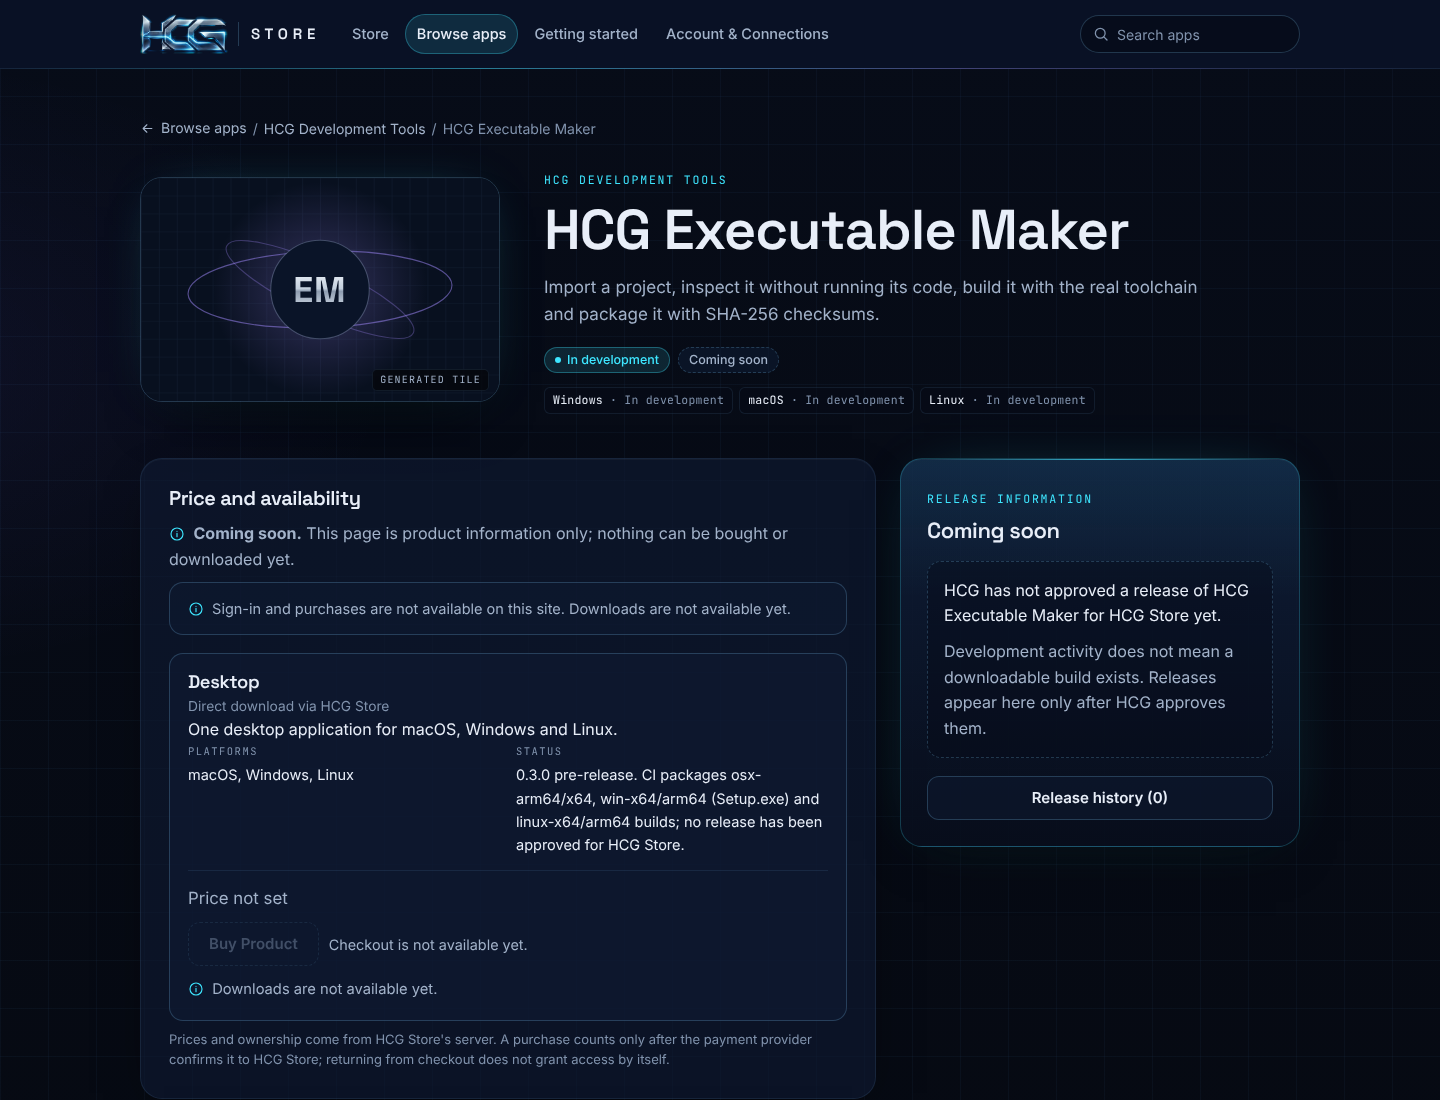 HCG STORE Store Browse apps Getting started Account & Connections Search apps
← Browse apps / HCG Development Tools / HCG Executable Maker
EM
GENERATED TILE
HCG DEVELOPMENT TOOLS
HCG Executable Maker
Import a project, inspect it without running its code, build it with the real toolchain
and package it with SHA-256 checksums.
In development Coming soon
Windows · In development macOS · In development Linux · In development
Price and availability
Coming soon. This page is product information only; nothing can be bought or
downloaded yet.
Sign-in and purchases are not available on this site. Downloads are not available yet.
Desktop
Direct download via HCG Store
One desktop application for macOS, Windows and Linux.
PLATFORMS
macOS, Windows, Linux
STATUS
0.3.0 pre-release. CI packages osx-
arm64/x64, win-x64/arm64 (Setup.exe) and
linux-x64/arm64 builds; no release has been
approved for HCG Store.
Price not set
Buy Product Checkout is not available yet.
Downloads are not available yet.
Prices and ownership come from HCG Store's server. A purchase counts only after the payment provider
confirms it to HCG Store; returning from checkout does not grant access by itself.
RELEASE INFORMATION
Coming soon
HCG has not approved a release of HCG
Executable Maker for HCG Store yet.
Development activity does not mean a
downloadable build exists. Releases
appear here only after HCG approves
them.
Release history (0)